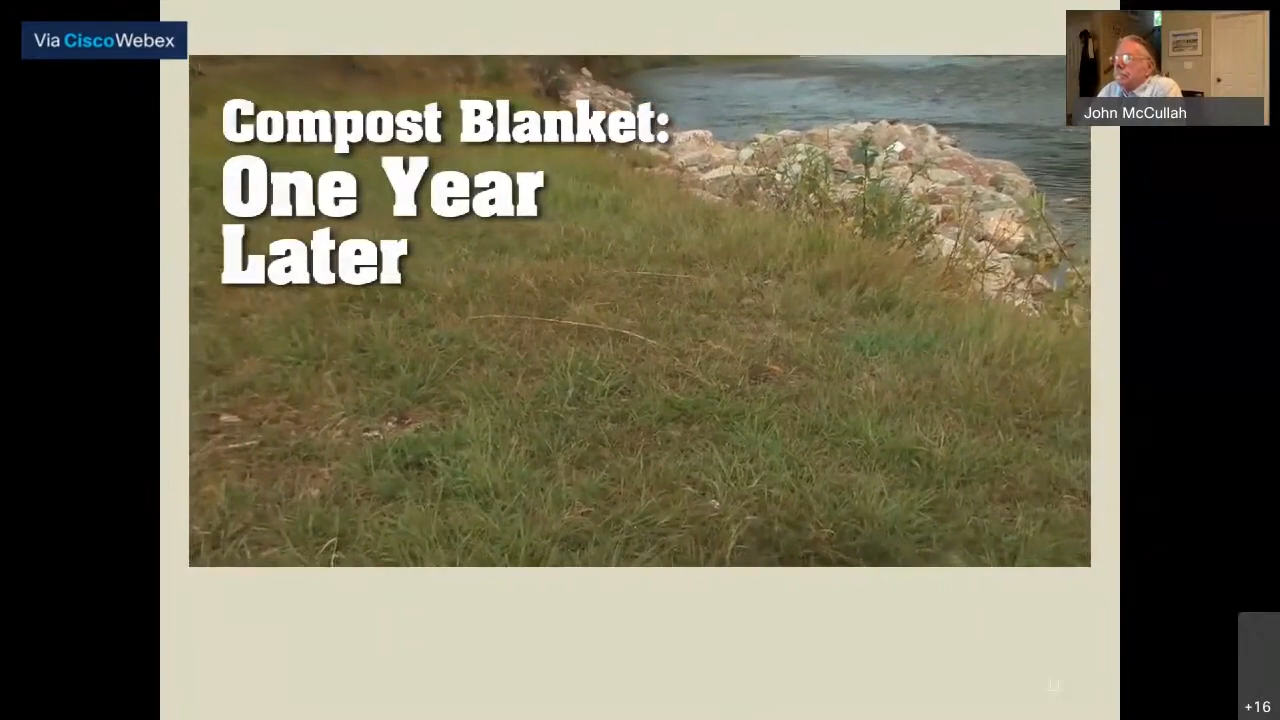 Via CiscoWebex
John McCullah
Compost Blanket:
One Year
Later
+16